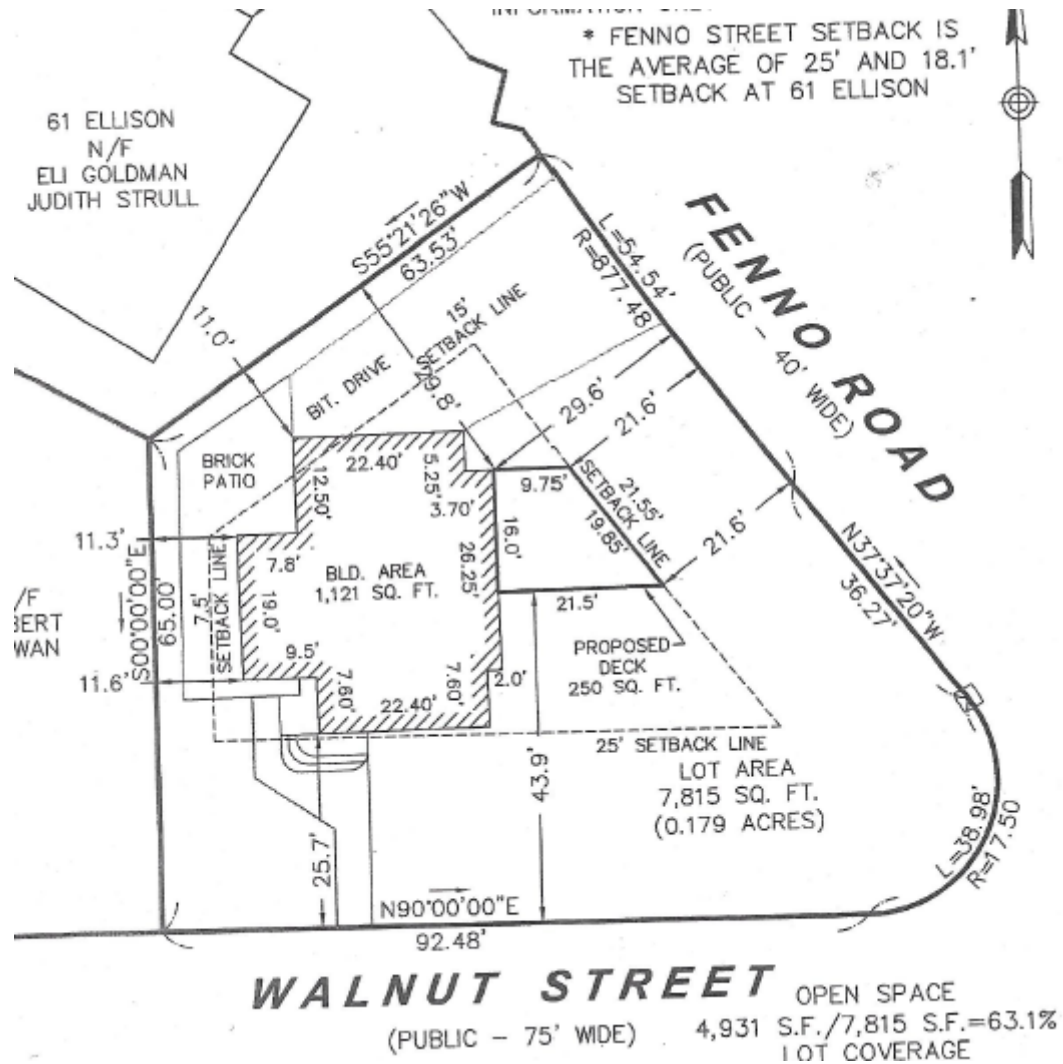 * FENNO STREET SETBACK IS
THE AVERAGE OF 25' AND 18.1'
SETBACK AT 61 ELLISON
61 ELLISON
N/F
ELI GOLDMAN
JUDITH STRULL
S55°21'26"W
63.53'
L=54.54'
R=877.48
FENNO ROAD
(PUBLIC - 40' WIDE)
11.0'
15'
SETBACK LINE
BIT. DRIVE
29.8'
29.6'
21.6'
BRICK
PATIO
22.40'
5.25'
3.70'
12.50'
9.75'
21.55'
SETBACK LINE
19.85'
16.0'
21.6'
N37°37'20"W
36.27'
11.3'
7.8'
BLD. AREA
1,121 SQ. FT.
26.25'
S00°00'00"E
65.00'
7.5'
SETBACK LINE
19.0'
21.5'
/F
BERT
WAN
11.6'
9.5'
7.60'
22.40'
7.60'
2.0'
PROPOSED
DECK
250 SQ. FT.
25' SETBACK LINE
LOT AREA
7,815 SQ. FT.
(0.179 ACRES)
43.9'
25.7'
L=38.98'
R=17.50
N90°00'00"E
92.48'
WALNUT STREET
(PUBLIC - 75' WIDE)
OPEN SPACE
4,931 S.F./7,815 S.F.=63.1%
LOT COVERAGE